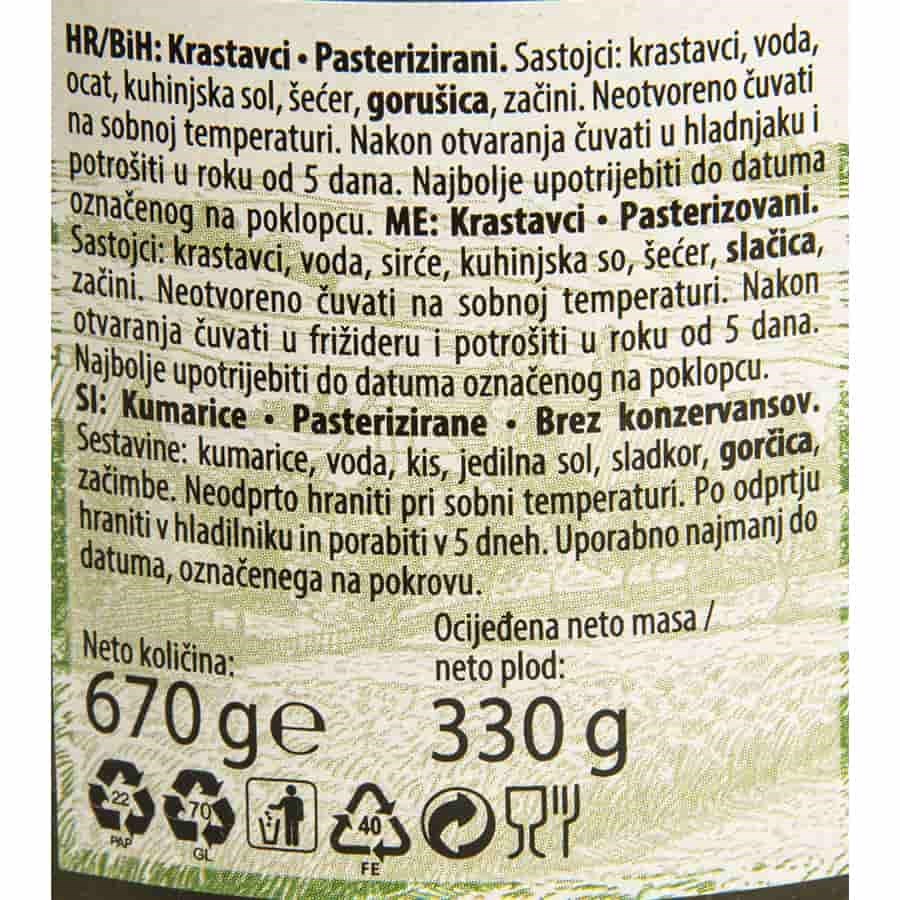 HR/BiH: Krastavci • Pasterizirani. Sastojci: krastavci, voda,
ocat, kuhinjska sol, šećer, gorušica, začini. Neotvoreno čuvati
na sobnoj temperaturi. Nakon otvaranja čuvati u hladnjaku i
potrošiti u roku od 5 dana. Najbolje upotrijebiti do datuma
označenog na poklopcu. ME: Krastavci • Pasterizovani.
Sastojci: krastavci, voda, sirće, kuhinjska so, šećer, slačica,
začini. Neotvoreno čuvati na sobnoj temperaturi. Nakon
otvaranja čuvati u frižideru i potrošiti u roku od 5 dana.
Najbolje upotrijebiti do datuma označenog na poklopcu.
SI: Kumarice • Pasterizirane • Brez konzervansov.
Sestavine: kumarice, voda, kis, jedilna sol, sladkor, gorčica,
začimbe. Neodprto hraniti pri sobni temperaturi. Po odprtju
hraniti v hladilniku in porabiti v 5 dneh. Uporabno najmanj do
datuma, označenega na pokrovu.
Neto količina:
670 g e
Ocijeđena neto masa /
neto plod:
330 g
22
PAP
70
GL
40
FE